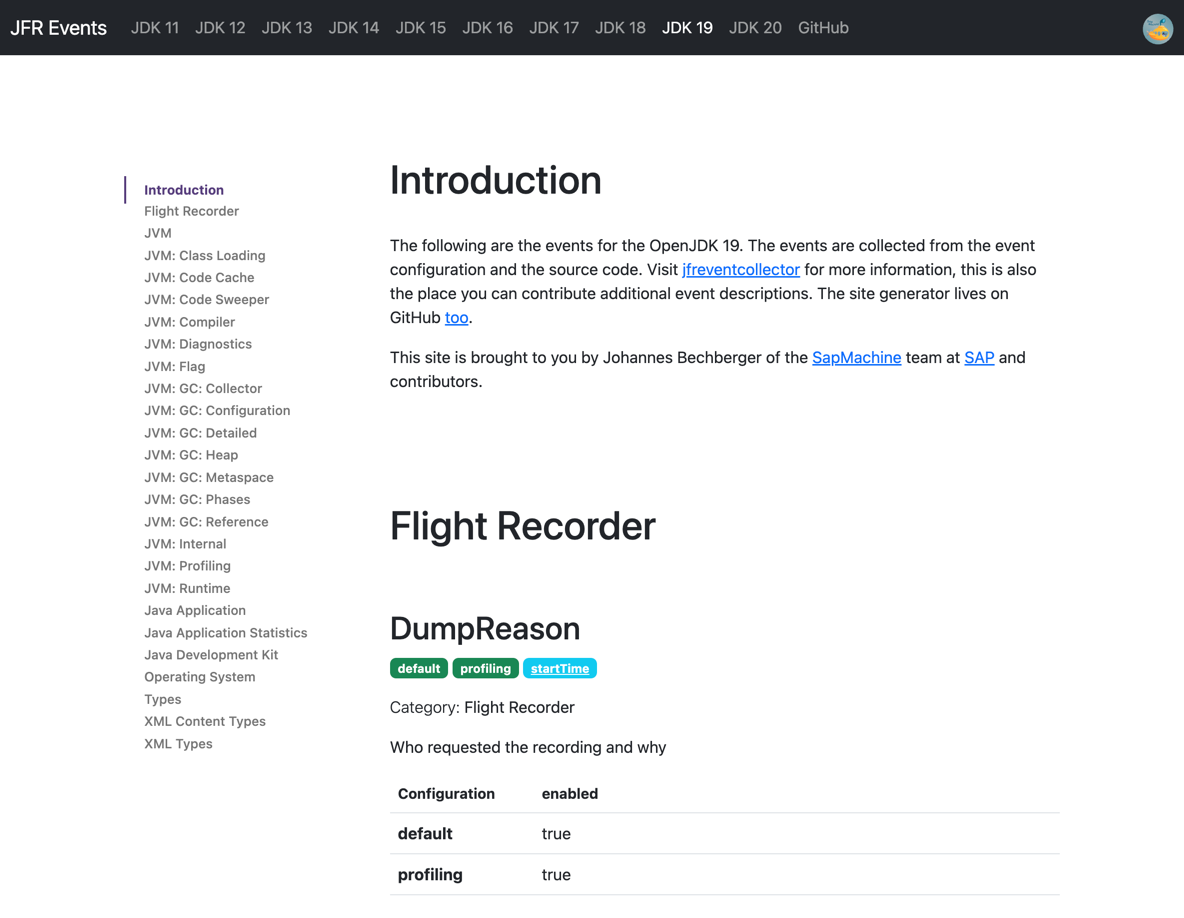 JFR Events JDK 11 JDK 12 JDK 13 JDK 14 JDK 15 JDK 16 JDK 17 JDK 18 JDK 19 JDK 20 GitHub
Introduction
Flight Recorder
JVM
JVM: Class Loading
JVM: Code Cache
JVM: Code Sweeper
JVM: Compiler
JVM: Diagnostics
JVM: Flag
JVM: GC: Collector
JVM: GC: Configuration
JVM: GC: Detailed
JVM: GC: Heap
JVM: GC: Metaspace
JVM: GC: Phases
JVM: GC: Reference
JVM: Internal
JVM: Profiling
JVM: Runtime
Java Application
Java Application Statistics
Java Development Kit
Operating System
Types
XML Content Types
XML Types
Introduction
The following are the events for the OpenJDK 19. The events are collected from the event
configuration and the source code. Visit jfreventcollector for more information, this is also
the place you can contribute additional event descriptions. The site generator lives on
GitHub too.
This site is brought to you by Johannes Bechberger of the SapMachine team at SAP and
contributors.
Flight Recorder
DumpReason
default profiling startTime
Category: Flight Recorder
Who requested the recording and why
Configuration enabled
default true
profiling true